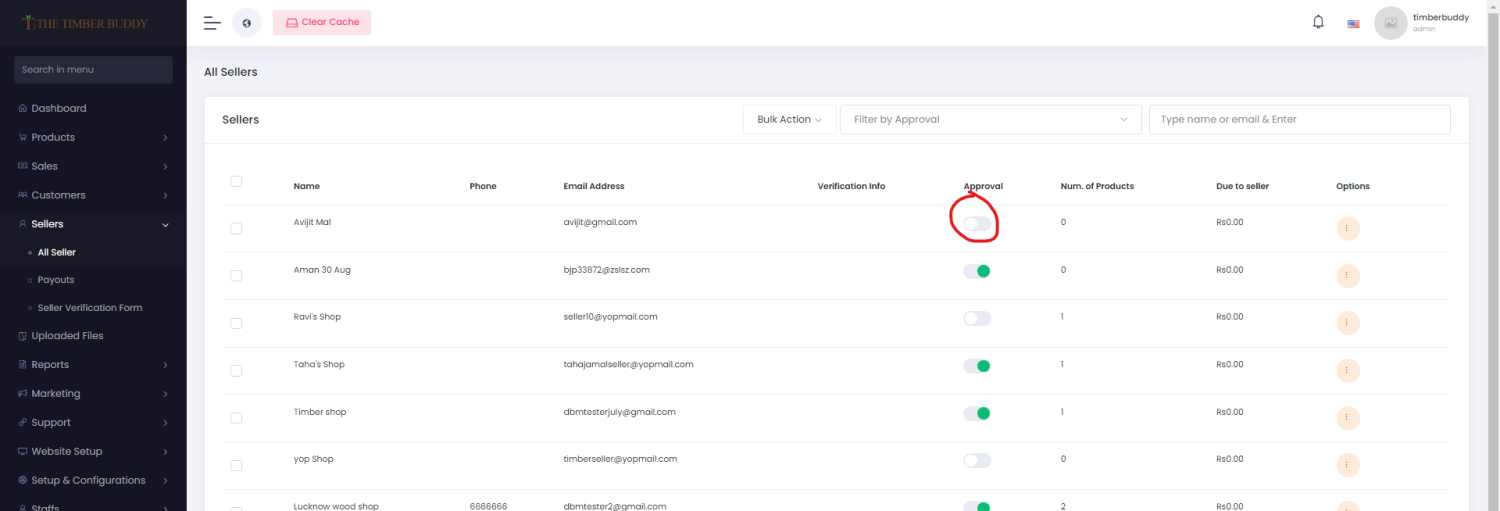 THE TIMBER BUDDY
Clear Cache
timberbuddy
admin
Search in menu
Dashboard
Products
Sales
Customers
Sellers
All Seller
Payouts
Seller Verification Form
Uploaded Files
Reports
Marketing
Support
Website Setup
Setup & Configurations
Staffs
All Sellers
Sellers
Bulk Action
Filter by Approval
Type name or email & Enter
Name Phone Email Address Verification Info Approval Num. of Products Due to seller Options
Avijit Mal avijit@gmail.com 0 Rs0.00
Aman 30 Aug bjp33872@zslsz.com 0 Rs0.00
Ravi's Shop seller10@yopmail.com 1 Rs0.00
Taha's Shop tahajamalseller@yopmail.com 1 Rs0.00
Timber shop dbmtesterjuly@gmail.com 1 Rs0.00
yop Shop timberseller@yopmail.com 0 Rs0.00
Lucknow wood shop 6666666 dbmtester2@gmail.com 2 Rs0.00